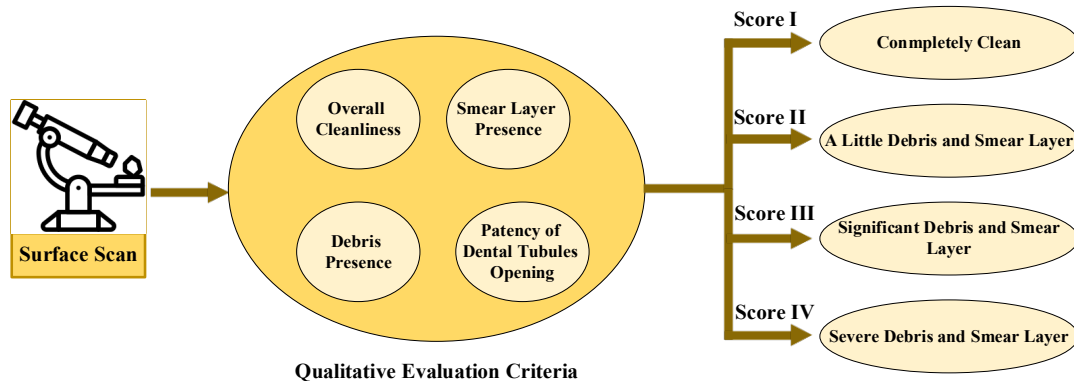 Surface Scan
Overall
Cleanliness
Smear Layer
Presence
Debris
Presence
Patency of
Dental Tubules
Opening
Qualitative Evaluation Criteria
Score I
Conmpletely Clean
Score II
A Little Debris and Smear Layer
Score III
Significant Debris and Smear
Layer
Score IV
Severe Debris and Smear Layer